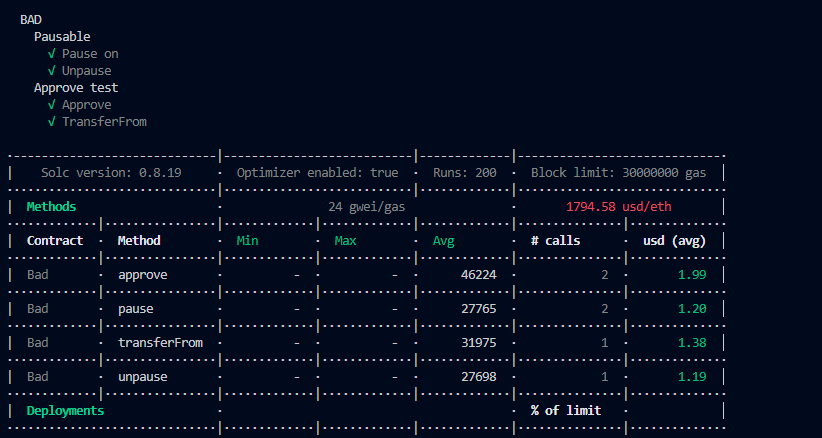 BAD
Pausable
√ Pause on
√ Unpause
Approve test
√ Approve
√ TransferFrom
Solc version: 0.8.19 · Optimizer enabled: true · Runs: 200 · Block limit: 30000000 gas
Methods · 24 gwei/gas · 1794.58 usd/eth
Contract · Method · Min · Max · Avg · # calls · usd (avg)
Bad · approve · - · - · 46224 · 2 · 1.99
Bad · pause · - · - · 27765 · 2 · 1.20
Bad · transferFrom · - · - · 31975 · 1 · 1.38
Bad · unpause · - · - · 27698 · 1 · 1.19
Deployments · · % of limit ·